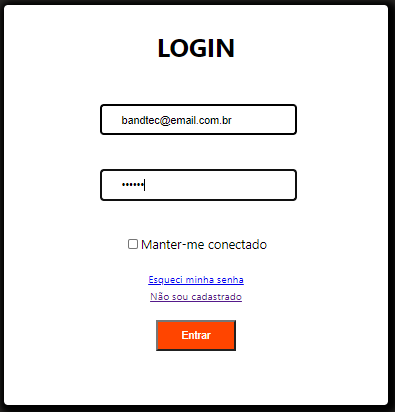 LOGIN
bandtec@email.com.br
••••••
Manter-me conectado
Esqueci minha senha
Não sou cadastrado
Entrar